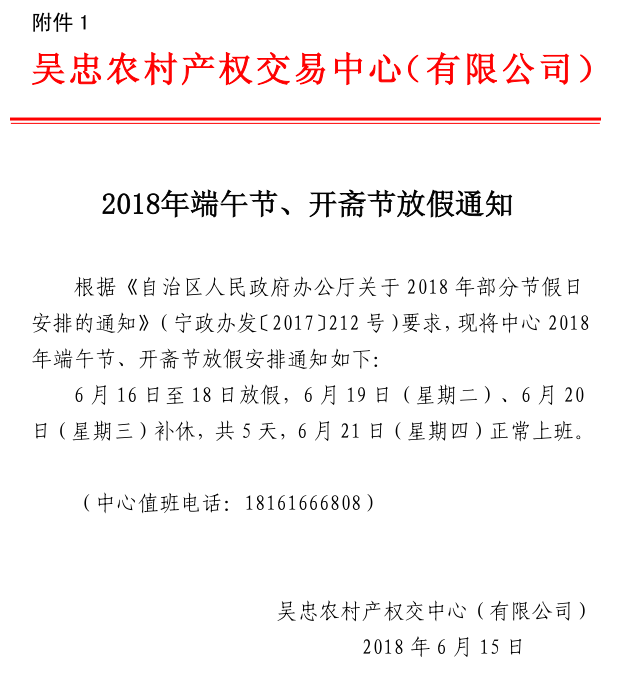 附件 1
吴忠农村产权交易中心（有限公司）
2018年端午节、开斋节放假通知
根据《自治区人民政府办公厅关于 2018 年部分节假日
安排的通知》（宁政办发〔2017〕212 号）要求，现将中心 2018
年端午节、开斋节放假安排通知如下：
6 月 16 日至 18 日放假，6 月 19 日（星期二）、6 月 20
日（星期三）补休，共 5 天，6 月 21 日（星期四）正常上班。
（中心值班电话：18161666808）
吴忠农村产权交中心（有限公司）
2018 年 6 月 15 日